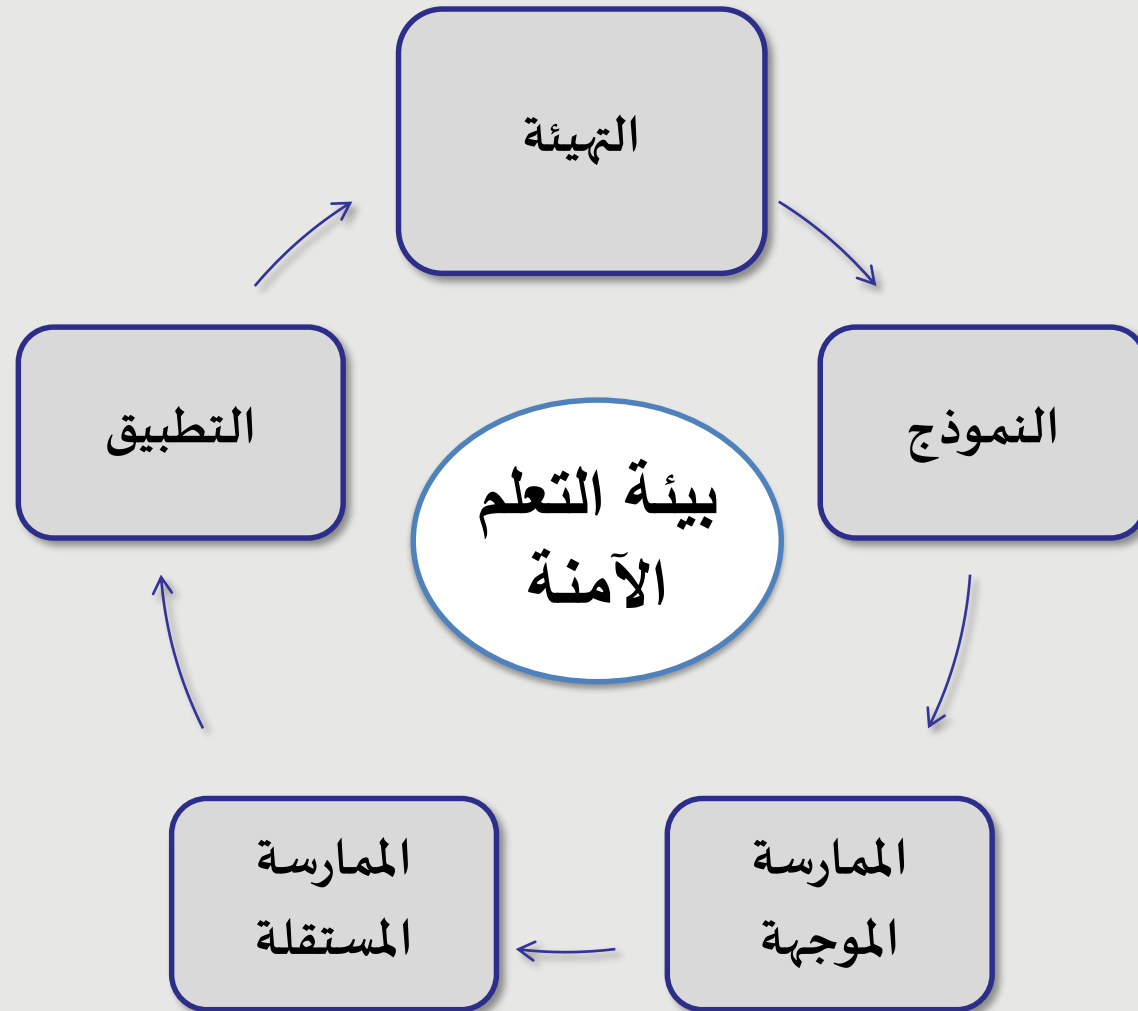 التهيئة
النموذج
التطبيق
بيئة التعلم
الآمنة
الممارسة
الموجهة
الممارسة
المستقلة